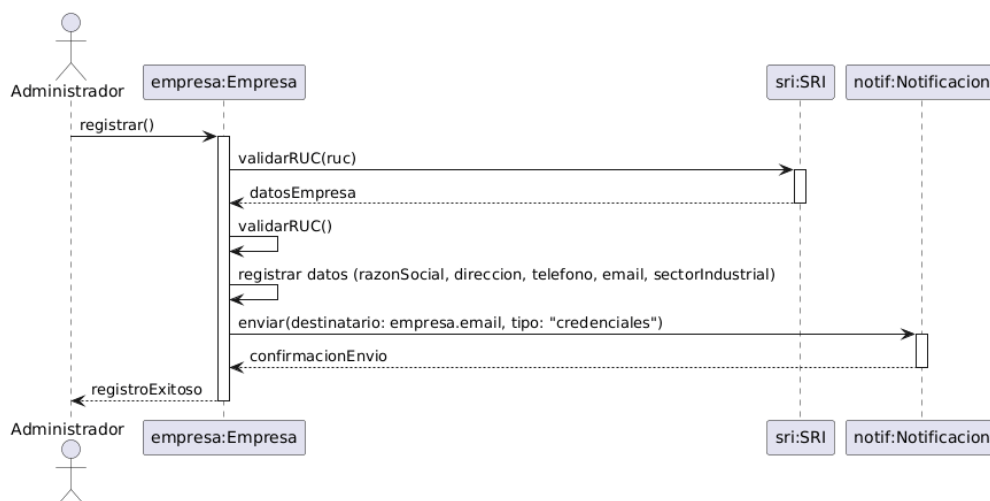 Administrador
empresa:Empresa
sri:SRI
notif:Notificacion
registrar()
validarRUC(ruc)
datosEmpresa
validarRUC()
registrar datos (razonSocial, direccion, telefono, email, sectorIndustrial)
enviar(destinatario: empresa.email, tipo: "credenciales")
confirmacionEnvio
registroExitoso
Administrador
empresa:Empresa
sri:SRI
notif:Notificacion